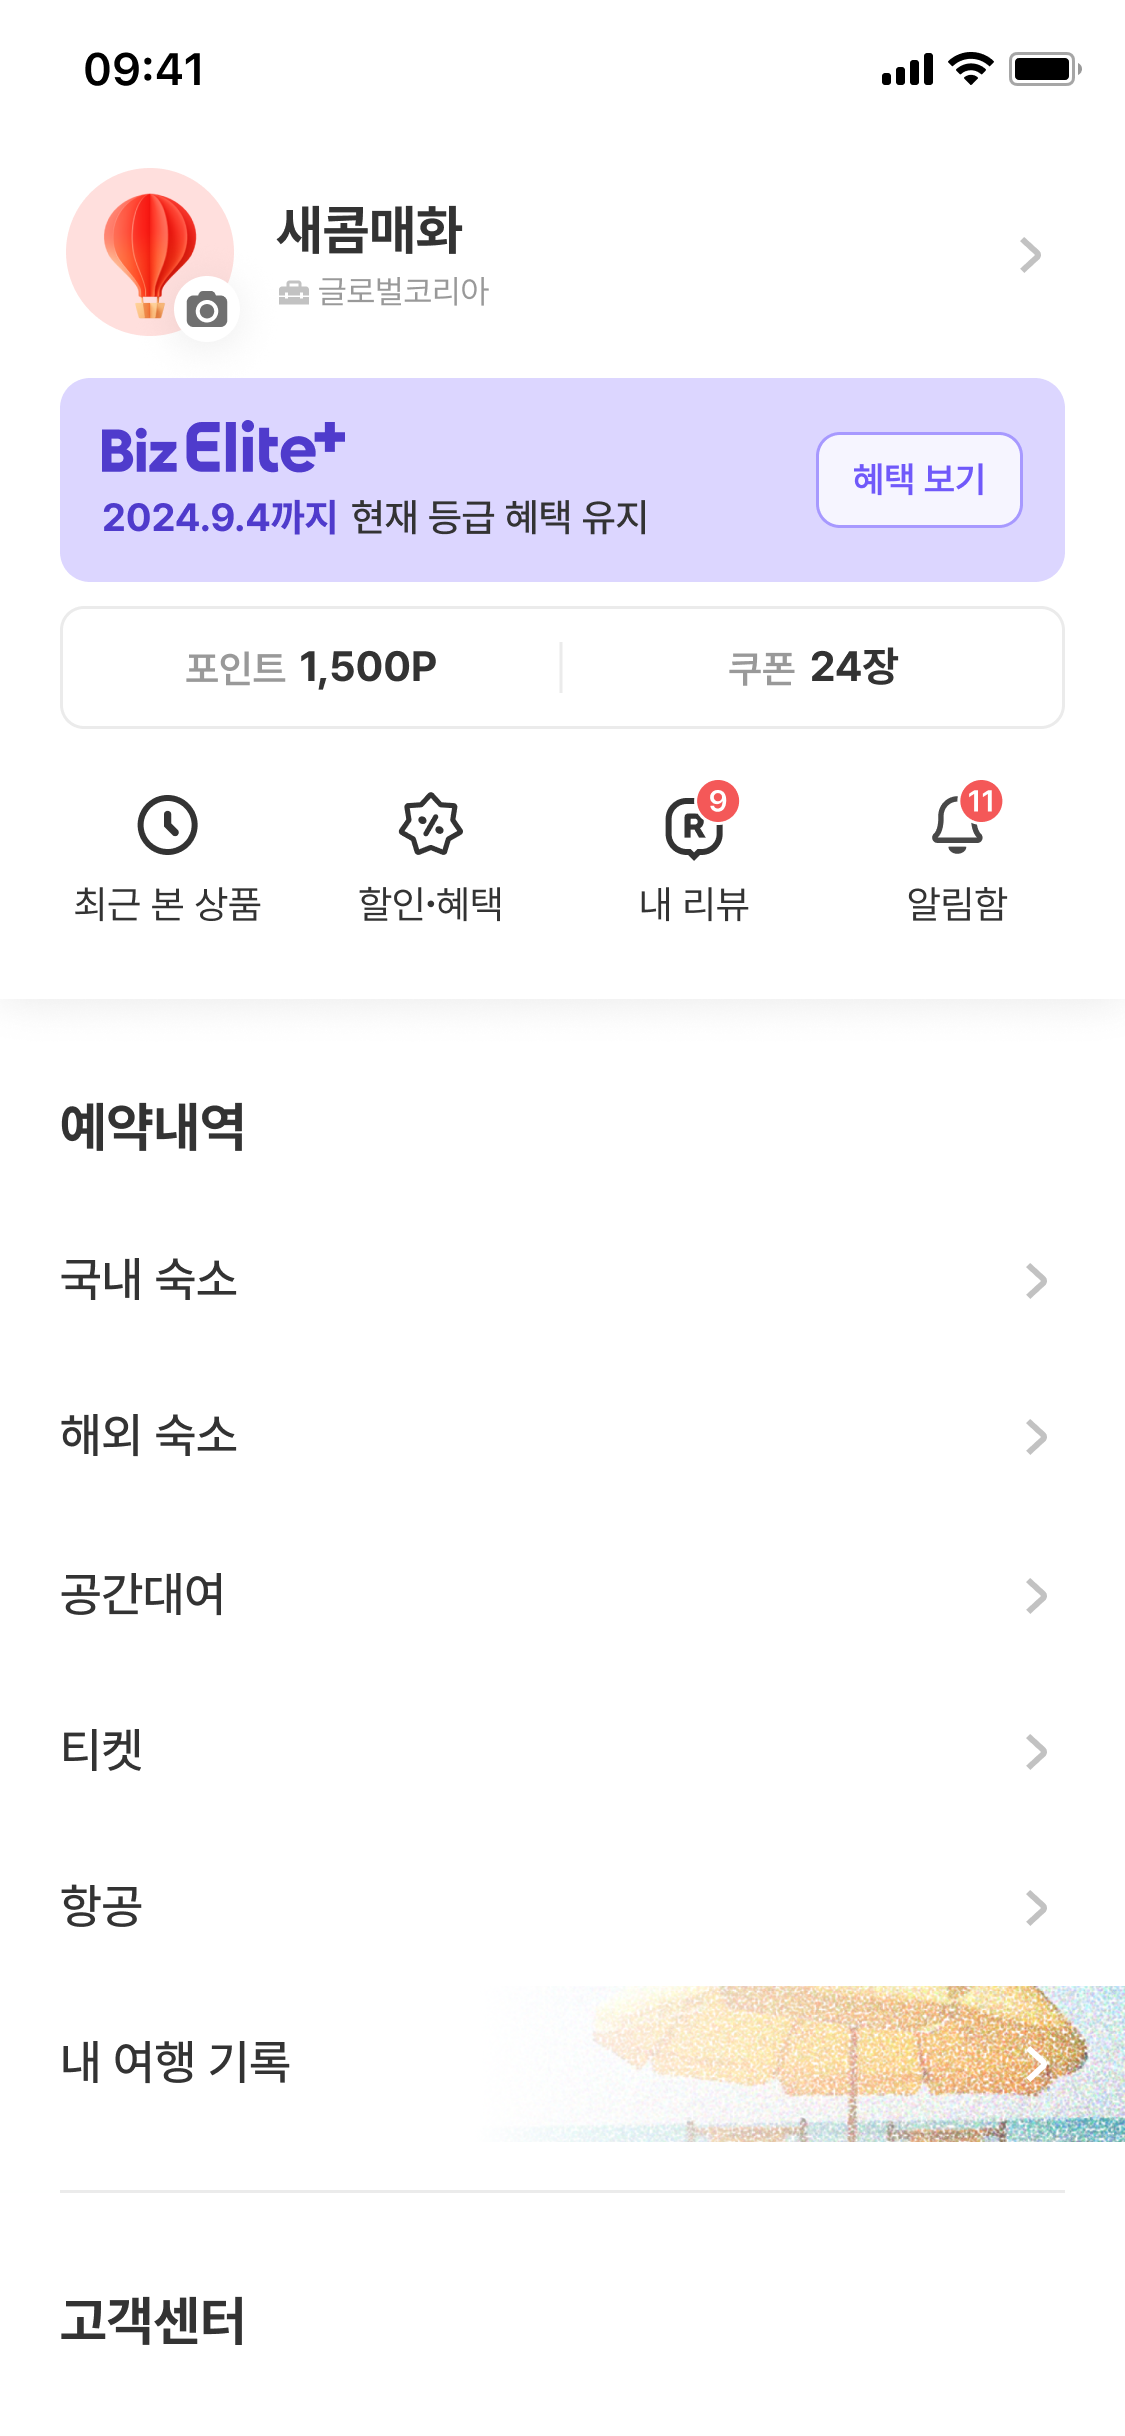 09:41
새콤매화
글로벌코리아
Biz Elite+
2024.9.4까지 현재 등급 혜택 유지
혜택 보기
포인트 1,500P
쿠폰 24장
9
11
최근 본 상품
할인•혜택
R
내 리뷰
알림함
예약내역
국내 숙소
해외 숙소
공간대여
티켓
항공
내 여행 기록
고객센터